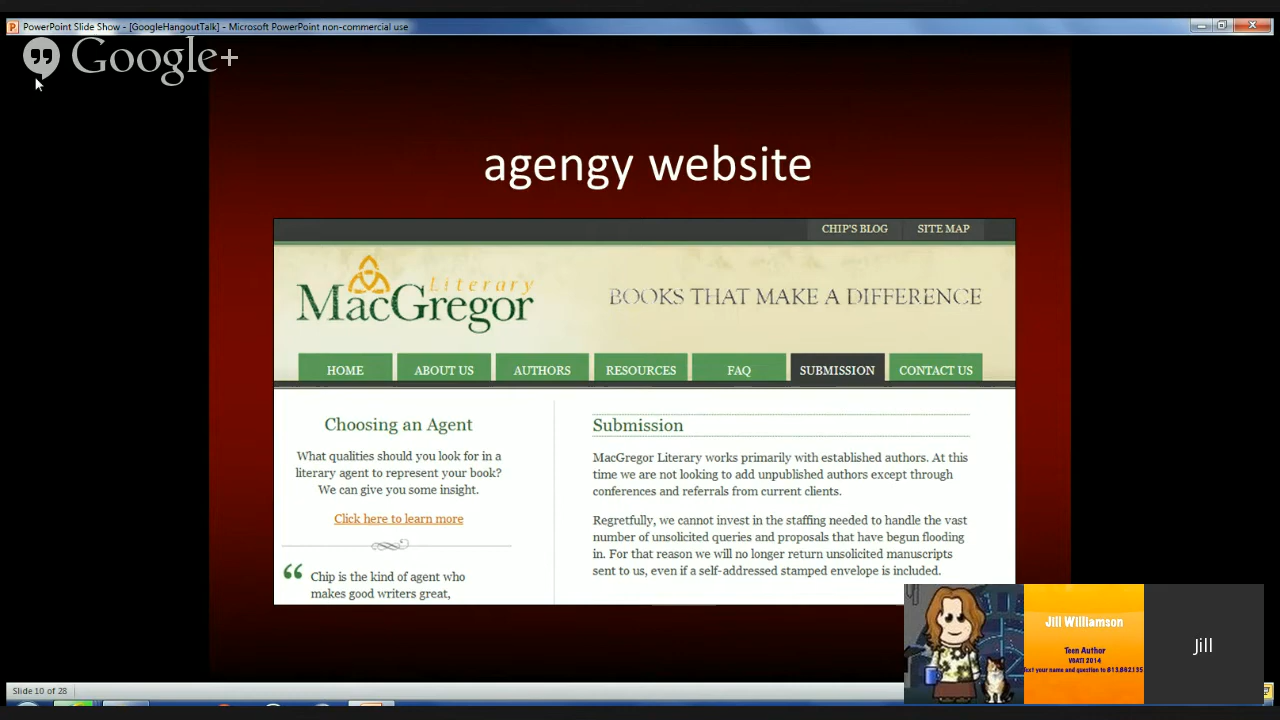 PowerPoint Slide Show - [GoogleHangoutTalk] - Microsoft PowerPoint non-commercial use
Google+
agengy website
CHIP'S BLOG SITE MAP
Literary
MacGregor
BOOKS THAT MAKE A DIFFERENCE
HOME ABOUT US AUTHORS RESOURCES FAQ SUBMISSION CONTACT US
Choosing an Agent
What qualities should you look for in a
literary agent to represent your book?
We can give you some insight.
Click here to learn more
“ Chip is the kind of agent who
makes good writers great,
Submission
MacGregor Literary works primarily with established authors. At this
time we are not looking to add unpublished authors except through
conferences and referrals from current clients.
Regretfully, we cannot invest in the staffing needed to handle the vast
number of unsolicited queries and proposals that have begun flooding
in. For that reason we will no longer return unsolicited manuscripts
sent to us, even if a self-addressed stamped envelope is included.
Jill Williamson
Teen Author
Text your name and question to
Jill
Slide 10 of 28